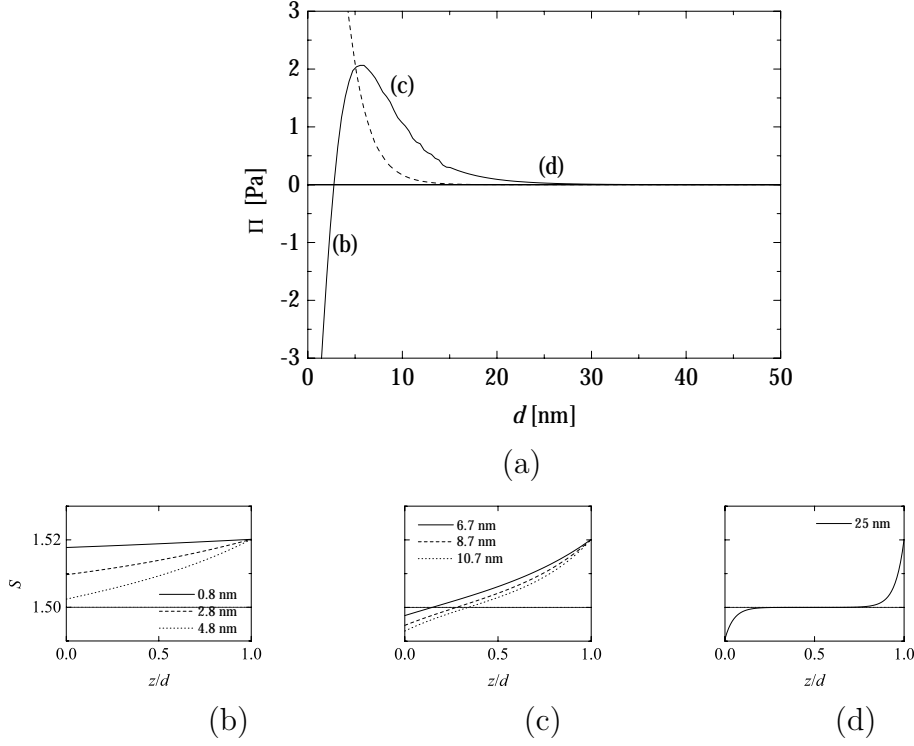 3
2
1
0
-1
-2
-3
Π [Pa]
(c)
(d)
(b)
0 10 20 30 40 50
d [nm]
(a)
1.52
1.50
S
0.8 nm
2.8 nm
4.8 nm
0.0 0.5 1.0
z/d
(b)
6.7 nm
8.7 nm
10.7 nm
0.0 0.5 1.0
z/d
(c)
25 nm
0.0 0.5 1.0
z/d
(d)